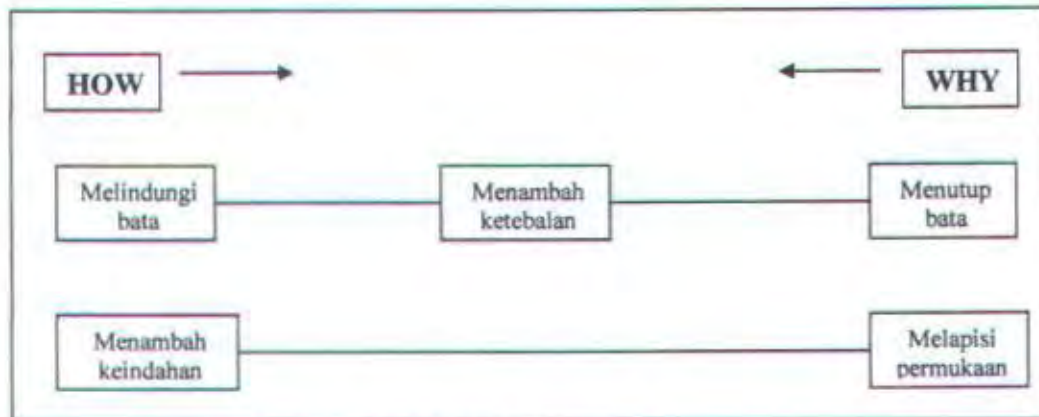 HOW
WHY
Melindungi
bata
Menambah
ketebalan
Menutup
bata
Menambah
keindahan
Melapisi
permukaan